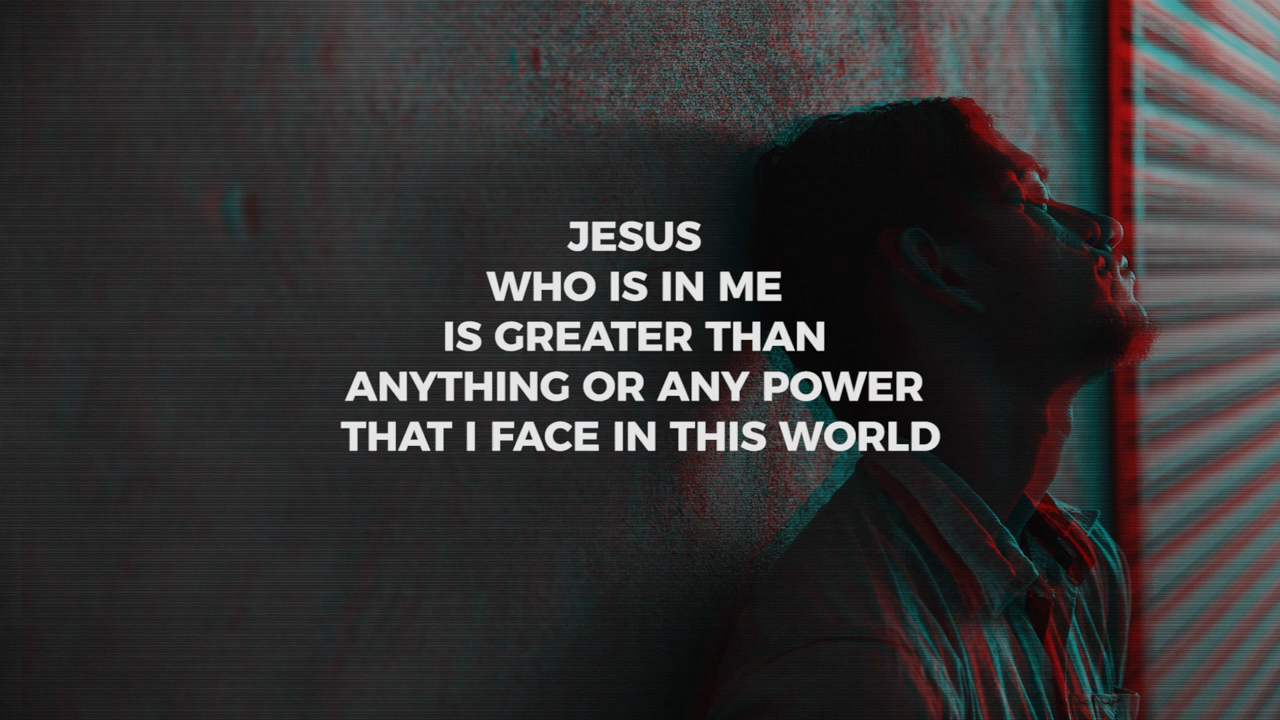 JESUS
WHO IS IN ME
IS GREATER THAN
ANYTHING OR ANY POWER
THAT I FACE IN THIS WORLD